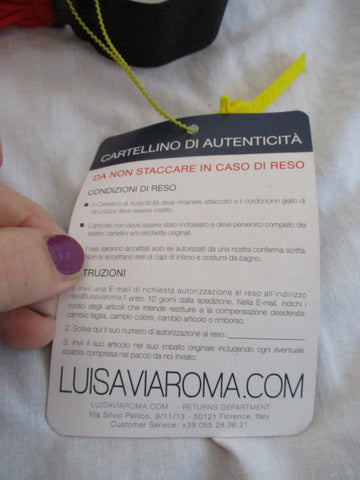 CARTELLINO DI AUTENTICITÀ
DA NON STACCARE IN CASO DI RESO
CONDIZIONI DI RESO
■ Il Cartellino di Autenticità deve rimanere attaccato e il cordoncino giallo di
sicurezza deve essere intatto.
■ L'articolo non deve essere stato indossato e deve pervenirci completo dei
relativi cartellini e/o etichette originali.
I resi saranno accettati solo se autorizzati da una nostra conferma scritta.
Non si accettano resi di capi di intimo e costumi da bagno.
TRUZIONI
1. Invii una E-mail di richiesta autorizzazione al reso all'indirizzo
resi@luisaviaroma.it entro 10 giorni dalla spedizione. Nella E-mail, indichi i
codici degli articoli che intende restituire e la compensazione desiderata:
cambio taglia, cambio colore, cambio articolo o rimborso.
2. Scriva qui il suo numero di autorizzazione al reso:
3. Invii il suo articolo nel suo imballo originale includendo ogni eventuale
scatola compresa nel pacco da noi inviato.
LUISAVIAROMA.COM
LUISAVIAROMA.COM - RETURNS DEPARTMENT
Via Silvio Pellico, 9/11/13 - 50121 Florence, Italy
Customer Service: +39.055.28.36.21